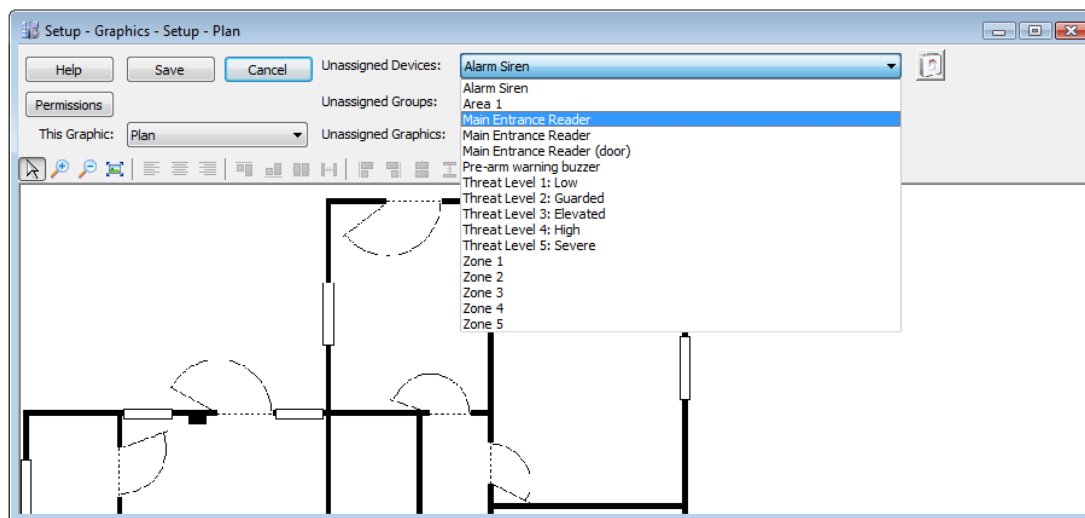 Setup - Graphics - Setup - Plan
Help Save Cancel Unassigned Devices: Alarm Siren
Permissions Unassigned Groups:
This Graphic: Plan Unassigned Graphics:
Alarm Siren
Area 1
Main Entrance Reader
Main Entrance Reader
Main Entrance Reader (door)
Pre-arm warning buzzer
Threat Level 1: Low
Threat Level 2: Guarded
Threat Level 3: Elevated
Threat Level 4: High
Threat Level 5: Severe
Zone 1
Zone 2
Zone 3
Zone 4
Zone 5